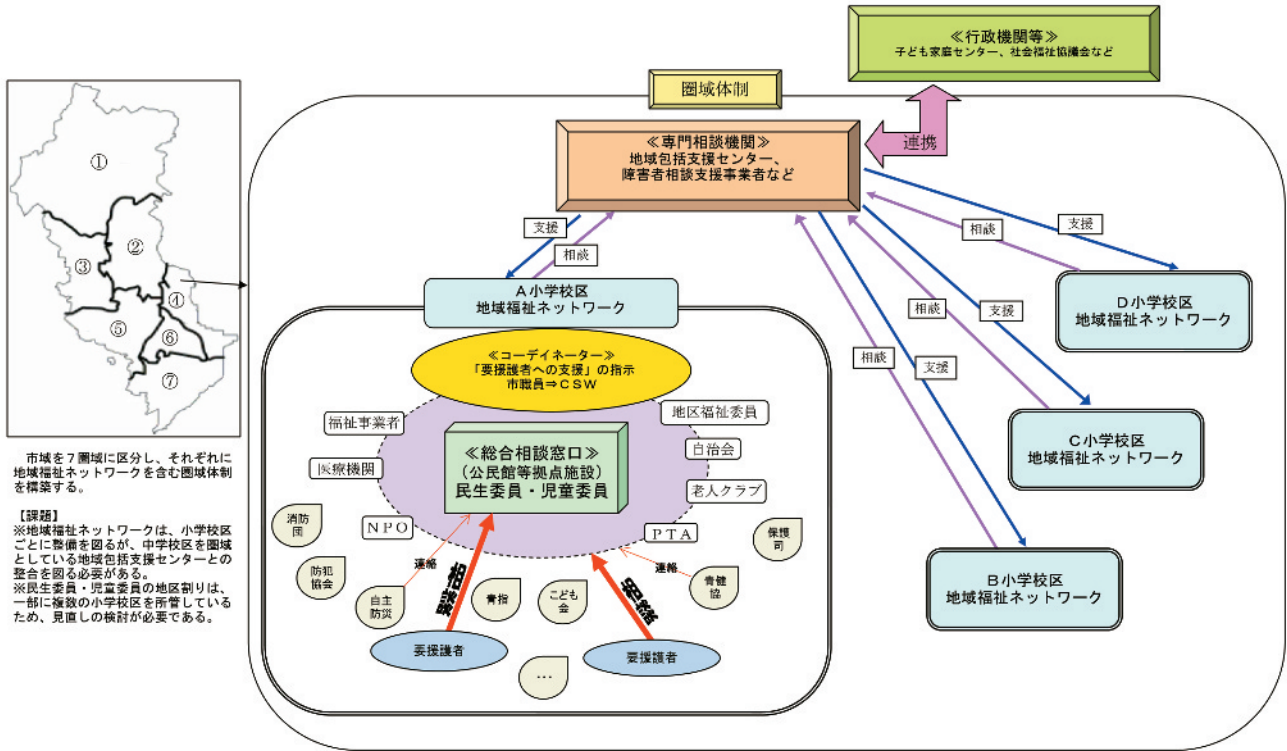 ≪行政機関等≫
子ども家庭センター、社会福祉協議会など
圏域体制
連携
≪専門相談機関≫
地域包括支援センター、
障害者相談支援事業者など
①
②
③
④
⑤
⑥
⑦
市域を7圏域に区分し、それぞれに
地域福祉ネットワークを含む圏域体制
を構築する。
【課題】
※地域福祉ネットワークは、小学校区
ごとに整備を図るが、中学校区を圏域
としている地域包括支援センターとの
整合を図る必要がある。
※民生委員・児童委員の地区割りは、
一部に複数の小学校区を所管している
ため、見直しの検討が必要である。
支援
相談
相談
支援
相談
支援
相談
支援
A小学校区
地域福祉ネットワーク
D小学校区
地域福祉ネットワーク
C小学校区
地域福祉ネットワーク
B小学校区
地域福祉ネットワーク
≪コーデイネーター≫
「要援護者への支援」の指示
市職員⇒CSW
福祉事業者
地区福祉委員
自治会
医療機関
老人クラブ
NPO
PTA
≪総合相談窓口≫
(公民館等拠点施設)
民生委員・児童委員
消防
団
保護
司
防犯
協会
連絡
連絡
自主
防災
青指
こども
会
青健
協
要援護者
要援護者
…